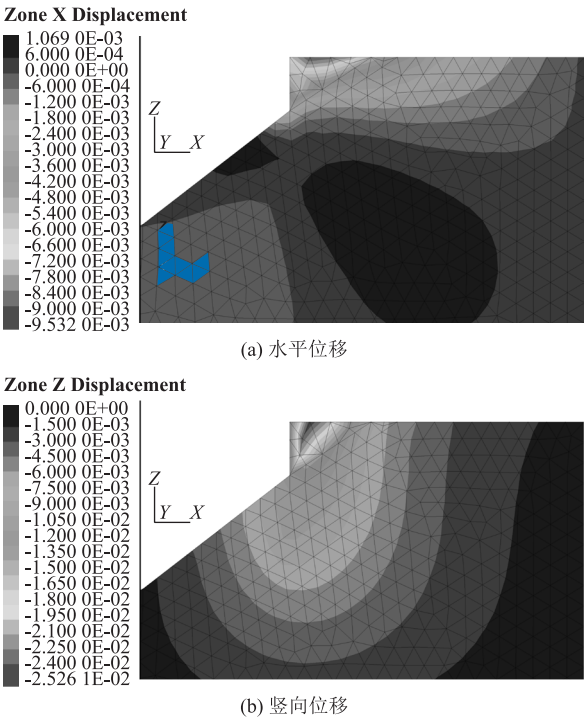 Zone X Displacement
1.069 0E-03
6.000 0E-04
0.000 0E+00
-6.000 0E-04
-1.200 0E-03
-1.800 0E-03
-2.400 0E-03
-3.000 0E-03
-3.600 0E-03
-4.200 0E-03
-4.800 0E-03
-5.400 0E-03
-6.000 0E-03
-6.600 0E-03
-7.200 0E-03
-7.800 0E-03
-8.400 0E-03
-9.000 0E-03
-9.532 0E-03
Z
Y X
(a) 水平位移
Zone Z Displacement
0.000 0E+00
-1.500 0E-03
-3.000 0E-03
-4.500 0E-03
-6.000 0E-03
-7.500 0E-03
-9.000 0E-03
-1.050 0E-02
-1.200 0E-02
-1.350 0E-02
-1.500 0E-02
-1.650 0E-02
-1.800 0E-02
-1.950 0E-02
-2.100 0E-02
-2.250 0E-02
-2.400 0E-02
-2.526 1E-02
Z
Y X
(b) 竖向位移